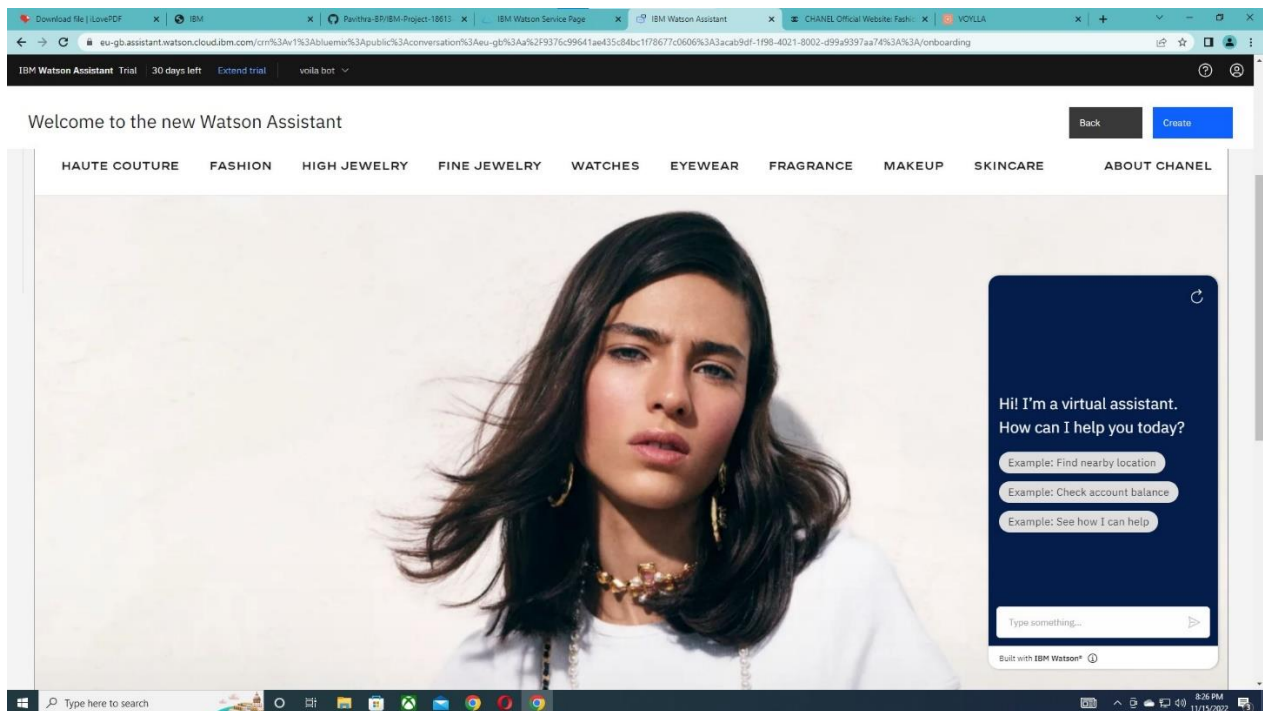 Download file | iLovePDF
IBM
Pavithra-BP/IBM-Project-18613
IBM Watson Service Page
IBM Watson Assistant
CHANEL Official Website: Fashic
VOYLLA
eu-gb.assistant.watson.cloud.ibm.com/crn%3Av1%3Abluemix%3Apublic%3Aconversation%3Aeu-gb%3Aa%2F9376c99641ae435c84bc1f78677c0606%3A3acab9df-1f98-4021-8002-d99a9397aa74%3A%3A/onboarding
IBM Watson Assistant Trial 30 days left Extend trial voila bot
Welcome to the new Watson Assistant
Back Create
HAUTE COUTURE FASHION HIGH JEWELRY FINE JEWELRY WATCHES EYEWEAR FRAGRANCE MAKEUP SKINCARE ABOUT CHANEL
Hi! I'm a virtual assistant.
How can I help you today?
Example: Find nearby location
Example: Check account balance
Example: See how I can help
Type something...
Built with IBM Watson®
Type here to search
8:26 PM
11/15/2022